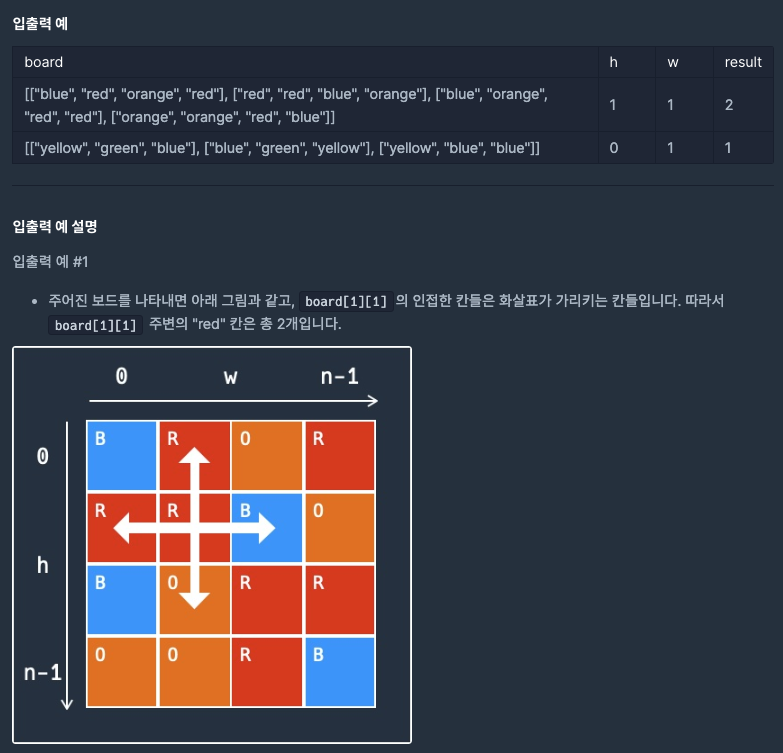 입출력 예
board h w result
[["blue", "red", "orange", "red"], ["red", "red", "blue", "orange"], ["blue", "orange",
"red", "red"], ["orange", "orange", "red", "blue"]] 1 1 2
[["yellow", "green", "blue"], ["blue", "green", "yellow"], ["yellow", "blue", "blue"]] 0 1 1
입출력 예 설명
입출력 예 #1
• 주어진 보드를 나타내면 아래 그림과 같고, board[1][1] 의 인접한 칸들은 화살표가 가리키는 칸들입니다. 따라서
board[1][1] 주변의 "red" 칸은 총 2개입니다.
0 w n-1
0 B R O R
R R B O
h
B O R R
O O R B
n-1